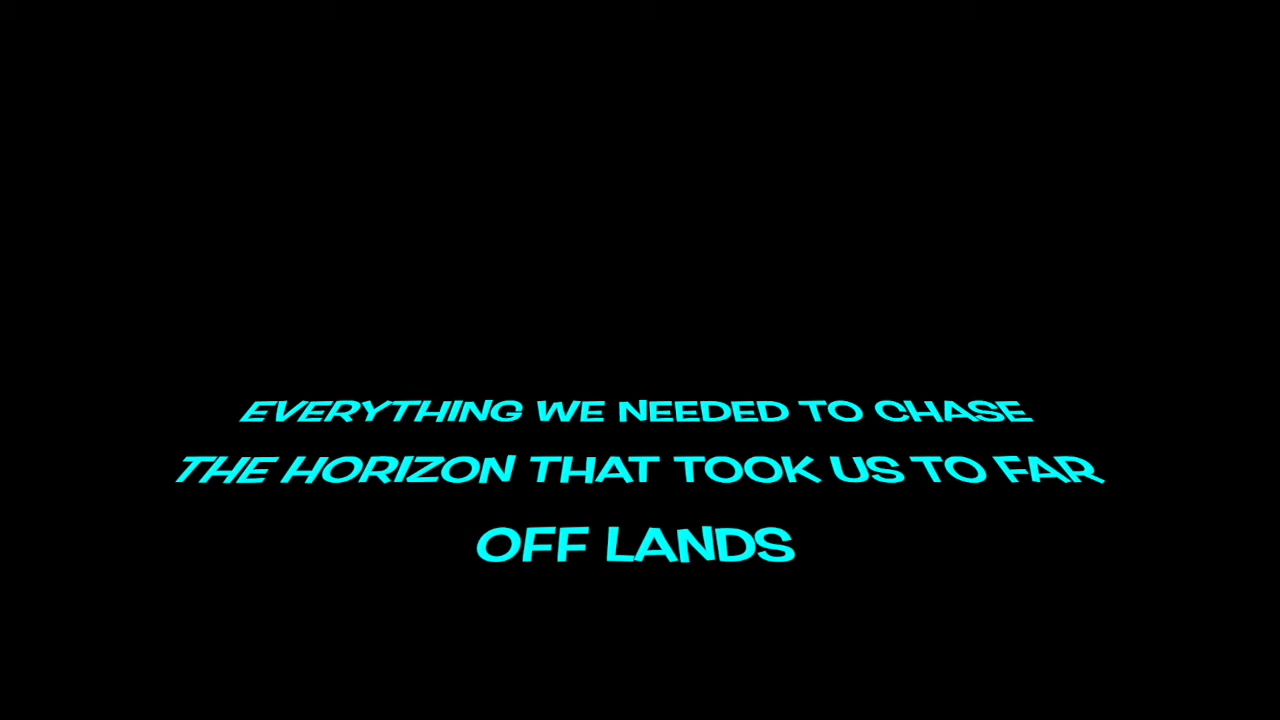 EVERYTHING WE NEEDED TO CHASE
THE HORIZON THAT TOOK US TO FAR
OFF LANDS